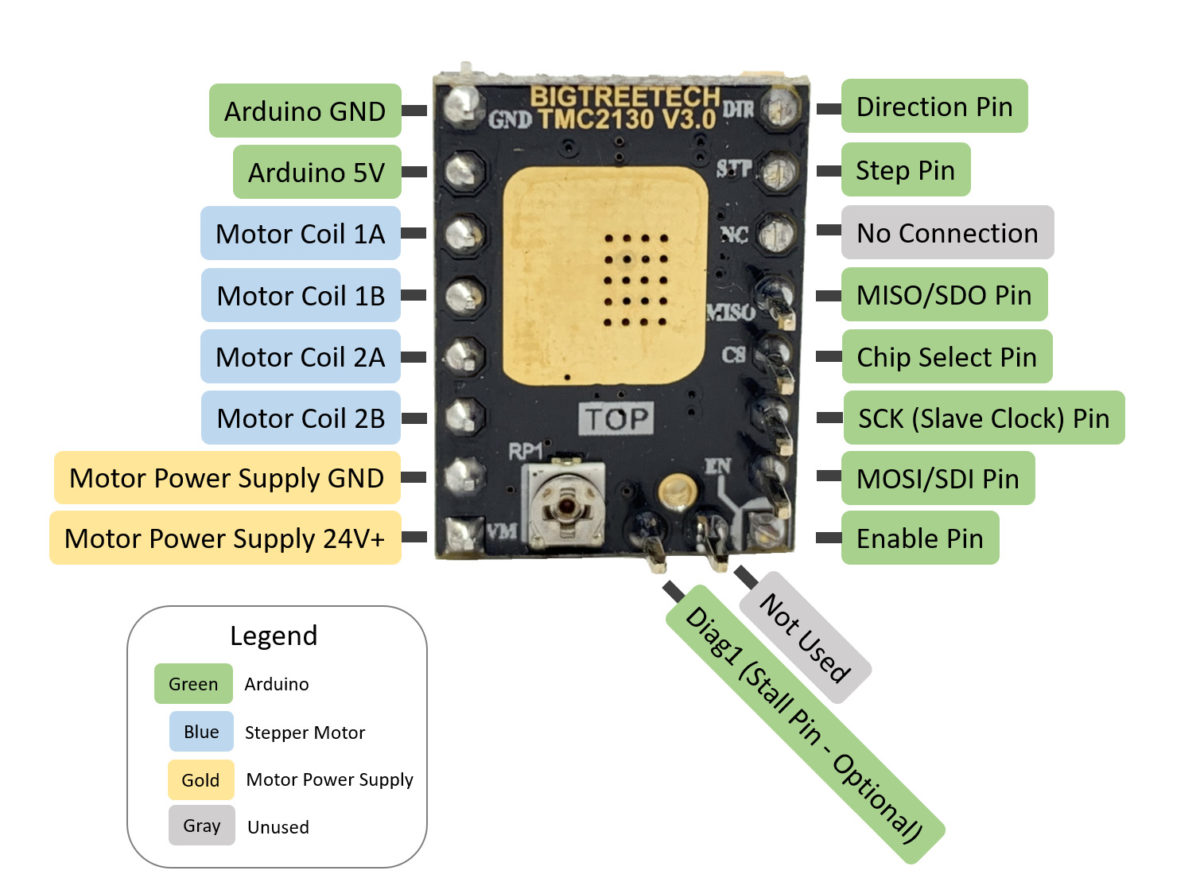 Arduino GND
Arduino 5V
Motor Coil 1A
Motor Coil 1B
Motor Coil 2A
Motor Coil 2B
Motor Power Supply GND
Motor Power Supply 24V+
BIGTREETECH
TMC2130 V3.0
GND
DIR
STP
NC
MISO
CS
TOP
RP1
EN
VM
Direction Pin
Step Pin
No Connection
MISO/SDO Pin
Chip Select Pin
SCK (Slave Clock) Pin
MOSI/SDI Pin
Enable Pin
Not Used
Diag1 (Stall Pin - Optional)
Legend
Green Arduino
Blue Stepper Motor
Gold Motor Power Supply
Gray Unused